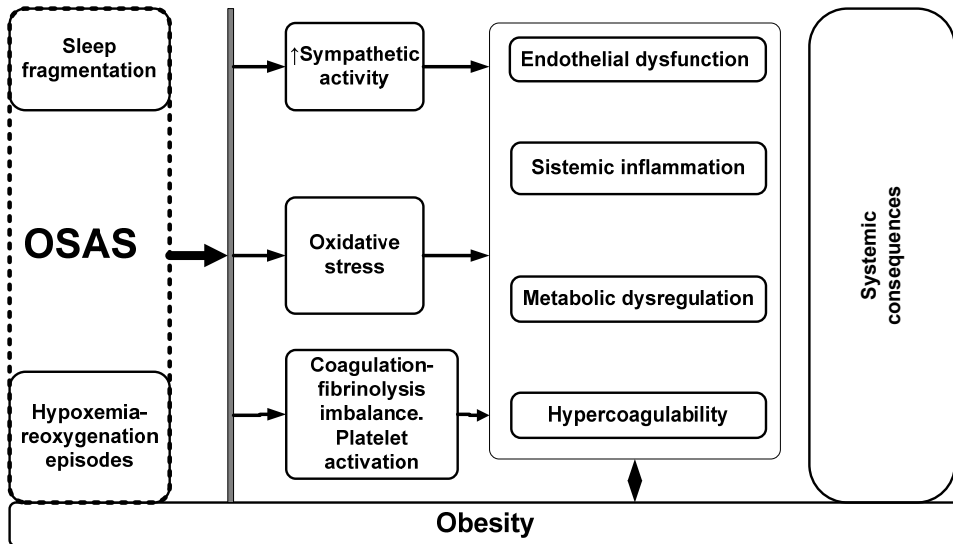 Sleep
fragmentation
OSAS
Hypoxemia-
reoxygenation
episodes
↑Sympathetic
activity
Oxidative
stress
Coagulation-
fibrinolysis
imbalance.
Platelet
activation
Endothelial dysfunction
Sistemic inflammation
Metabolic dysregulation
Hypercoagulability
Systemic
consequences
Obesity